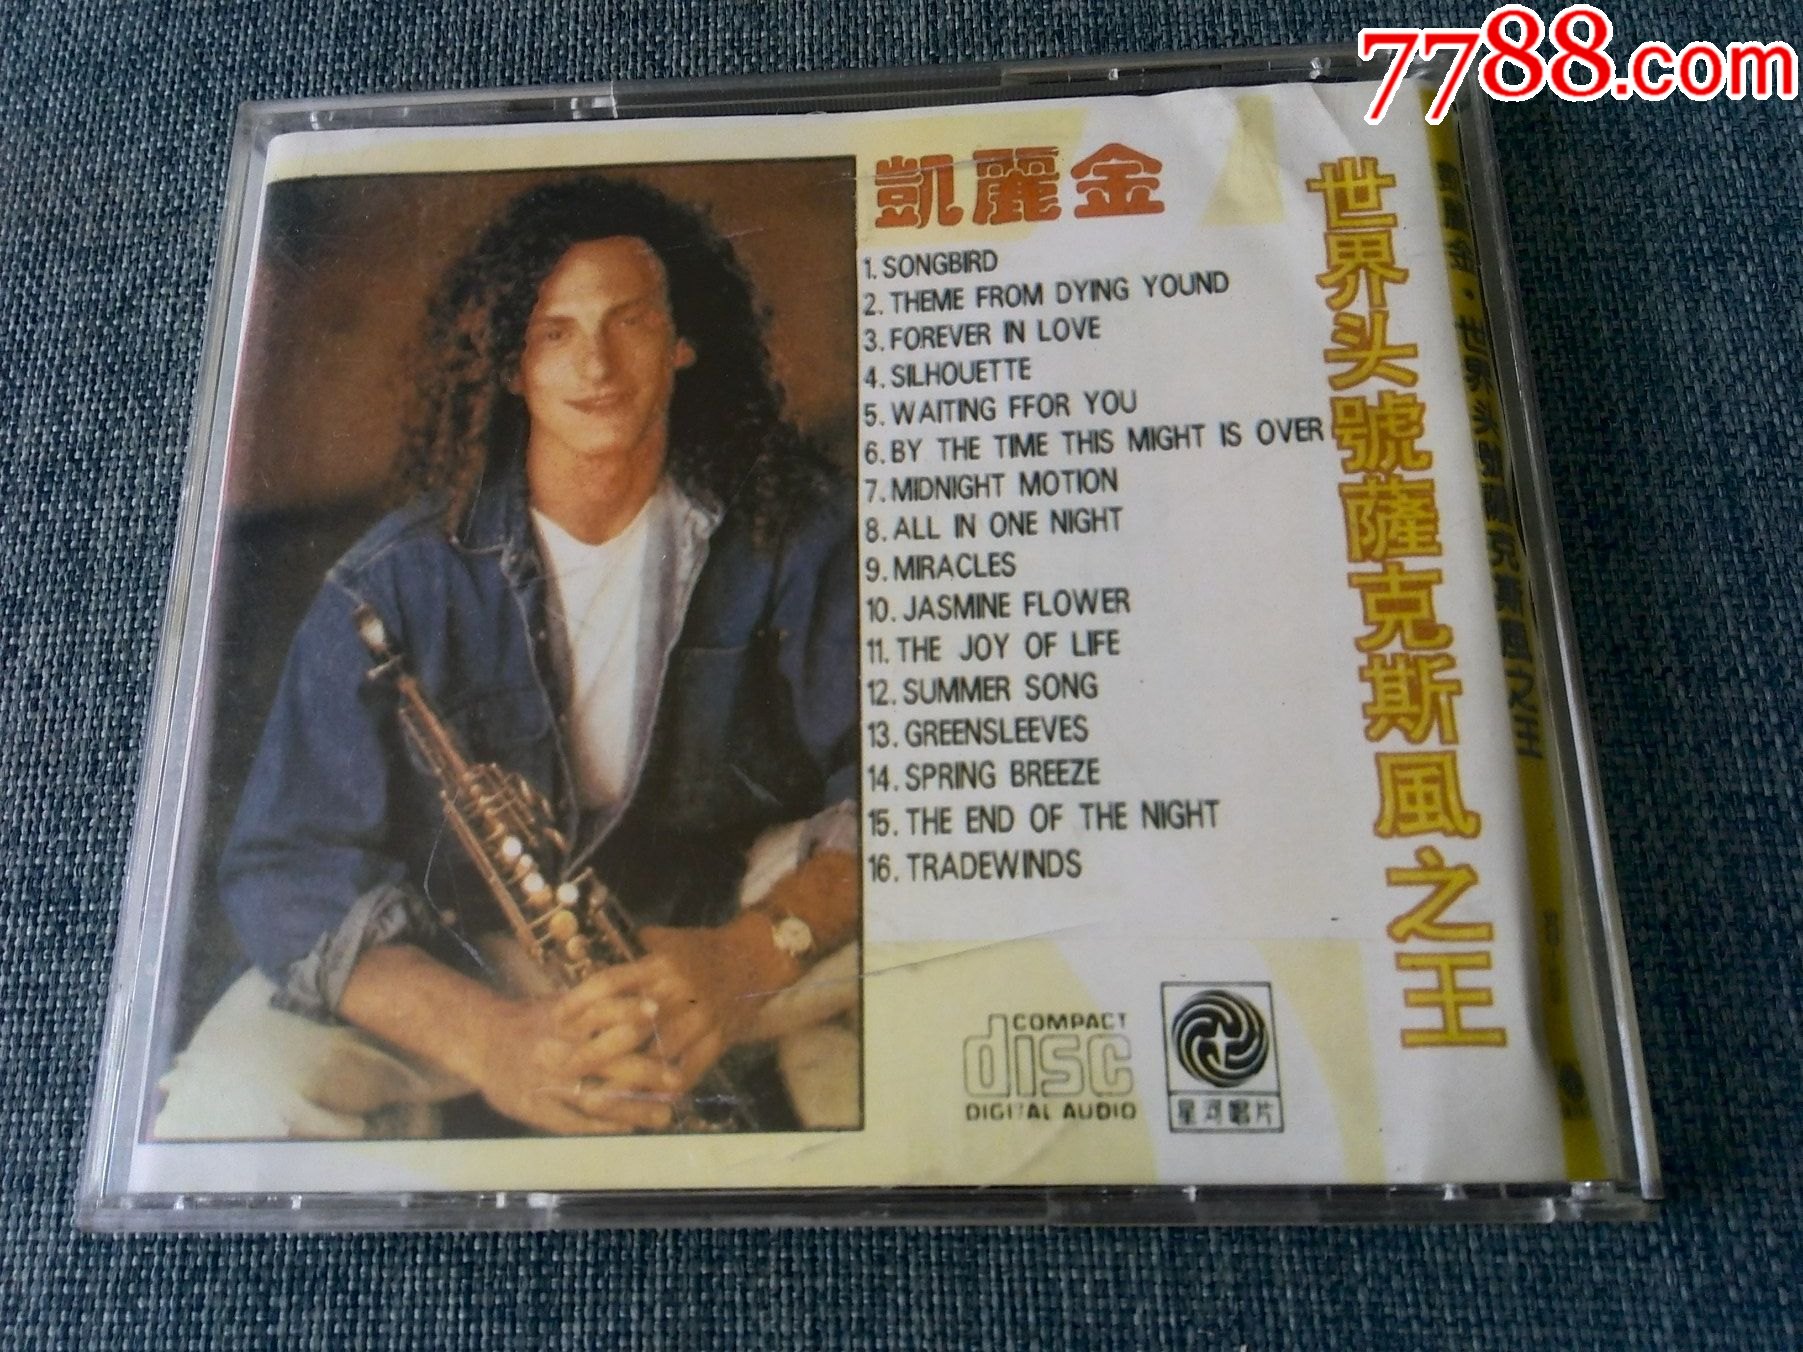 7788.com
凱麗金
1. SONGBIRD
2. THEME FROM DYING YOUND
3. FOREVER IN LOVE
4. SILHOUETTE
5. WAITING FFOR YOU
6. BY THE TIME THIS MIGHT IS OVER
7. MIDNIGHT MOTION
8. ALL IN ONE NIGHT
9. MIRACLES
10. JASMINE FLOWER
11. THE JOY OF LIFE
12. SUMMER SONG
13. GREENSLEEVES
14. SPRING BREEZE
15. THE END OF THE NIGHT
16. TRADEWINDS
世界头號薩克斯風之王
COMPACT
disc
DIGITAL AUDIO
星河唱片
麗金·世界头號薩克斯風之王